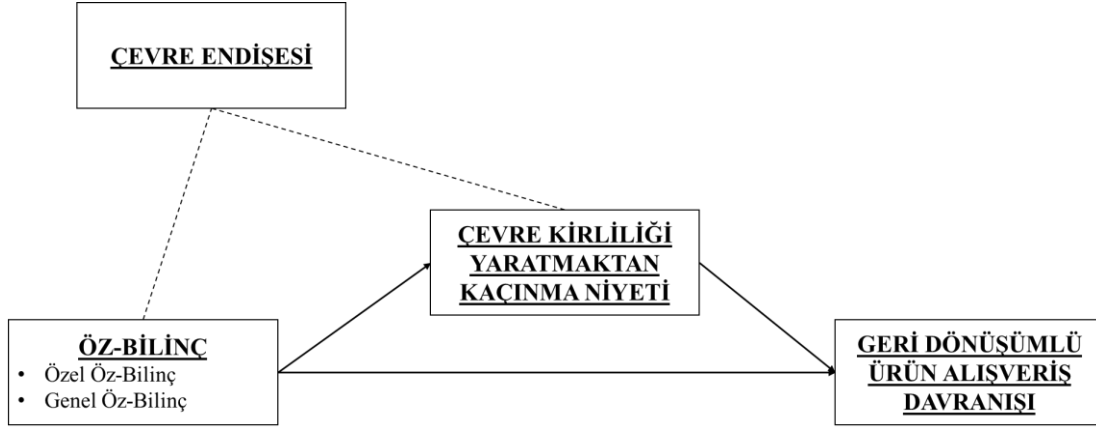 ÇEVRE ENDİŞESİ
ÇEVRE KİRLİLİĞİ
YARATMAKTAN
KAÇINMA NİYETİ
ÖZ-BİLİNÇ
• Özel Öz-Bilinç
• Genel Öz-Bilinç
GERİ DÖNÜŞÜMLÜ
ÜRÜN ALIŞVERİŞ
DAVRANIŞI